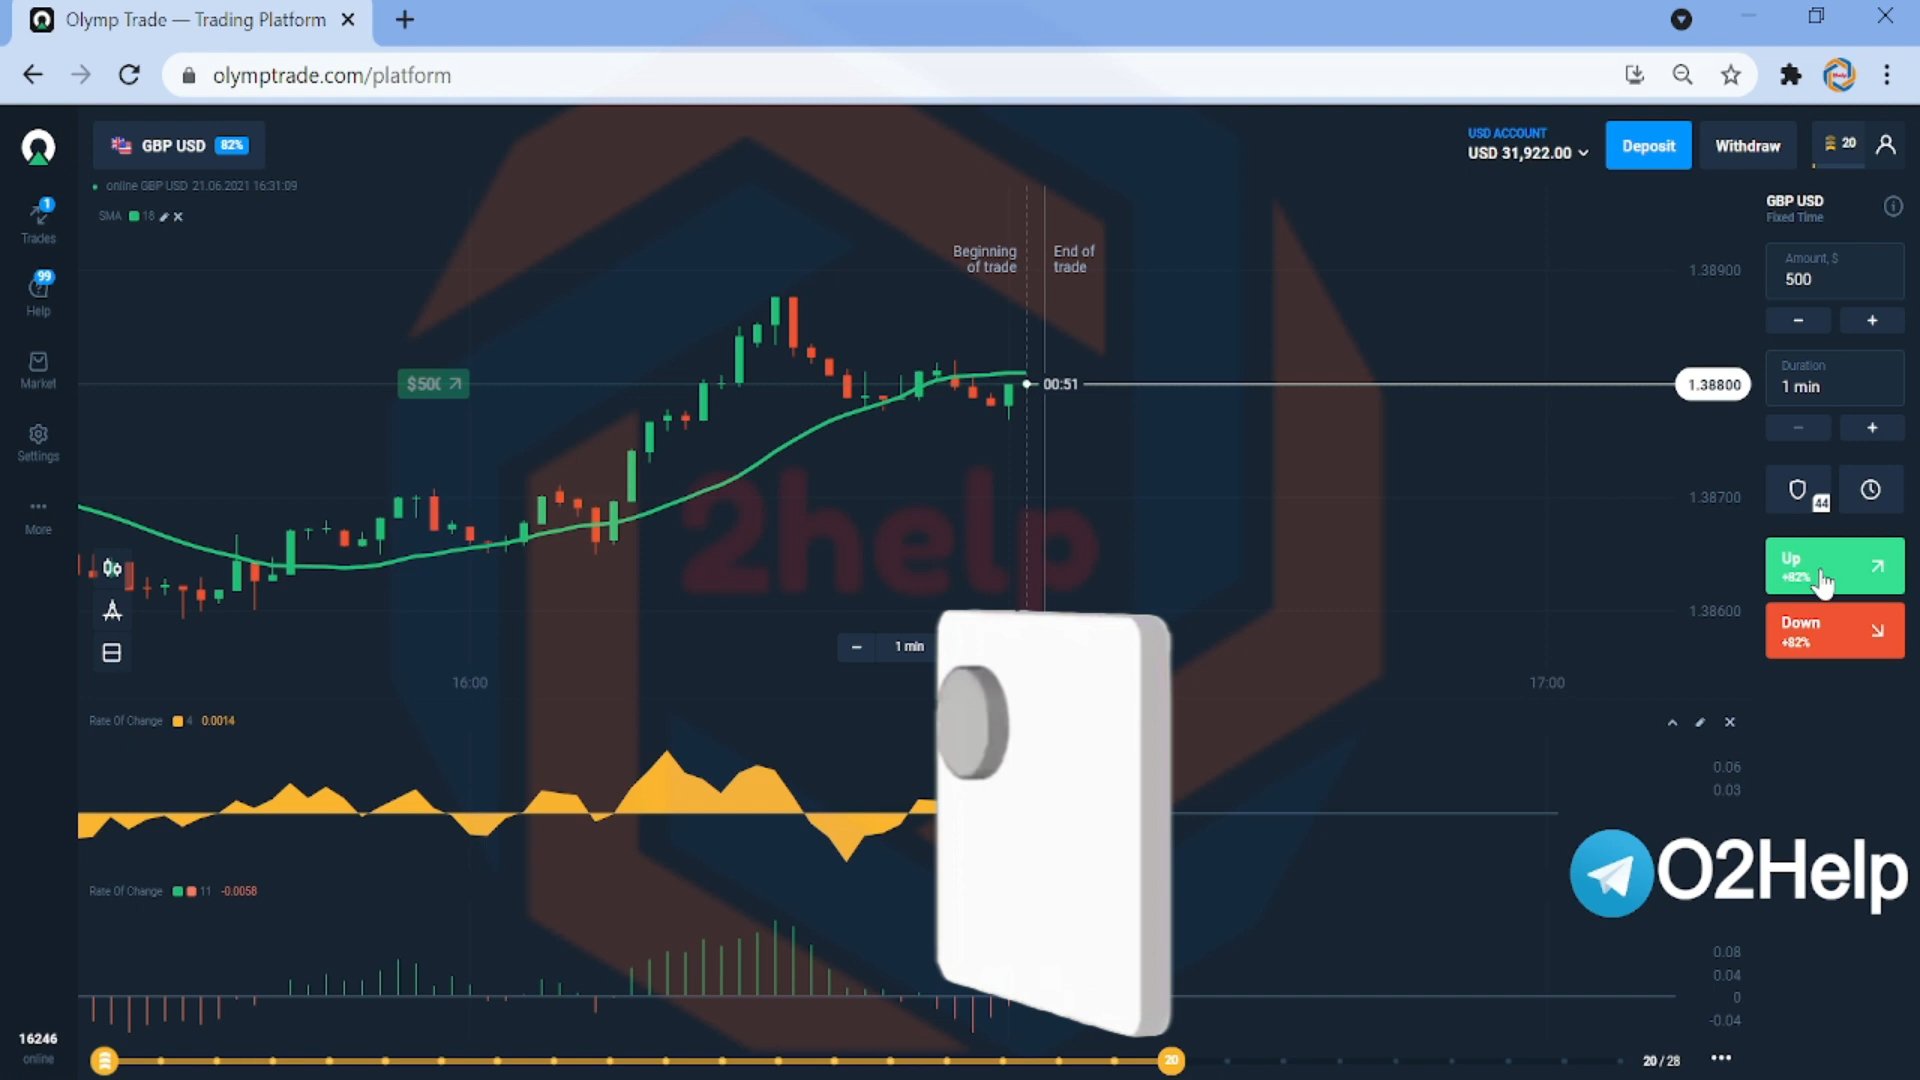 Olymp Trade — Trading Platform
olymptrade.com/platform
GBP USD 82%
USD ACCOUNT
USD 31,922.00
Deposit
Withdraw
20
online GBP USD 21.06.2021 16:31:09
SMA 18
1
Trades
99
Help
Market
Settings
More
16246
online
Beginning
of trade
End of
trade
$500
00:51
1.38900
1.38800
1.38700
1.38600
2help
1 min
16:00
17:00
Rate Of Change 4 0.0014
0.06
0.03
Rate Of Change 11 -0.0058
0.08
0.04
0
-0.04
20
20 / 28
GBP USD
Fixed Time
Amount, $
500
Duration
1 min
44
Up
+82%
Down
+82%
O2Help